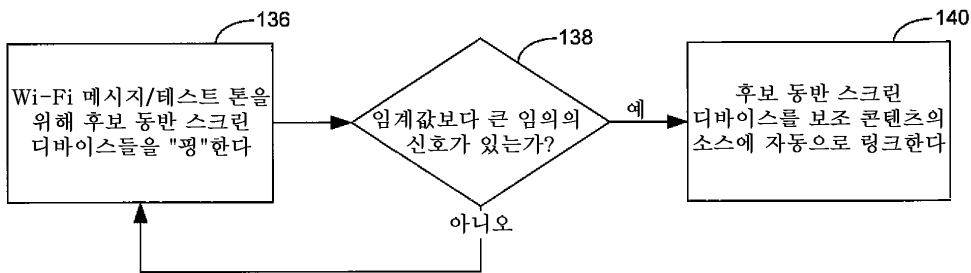 136
Wi-Fi 메시지/테스트 톤을
위해 후보 동반 스크린
디바이스들을 "핑"한다
138
임계값보다 큰 임의의
신호가 있는가?
예
아니오
140
후보 동반 스크린
디바이스를 보조 콘텐츠의
소스에 자동으로 링크한다